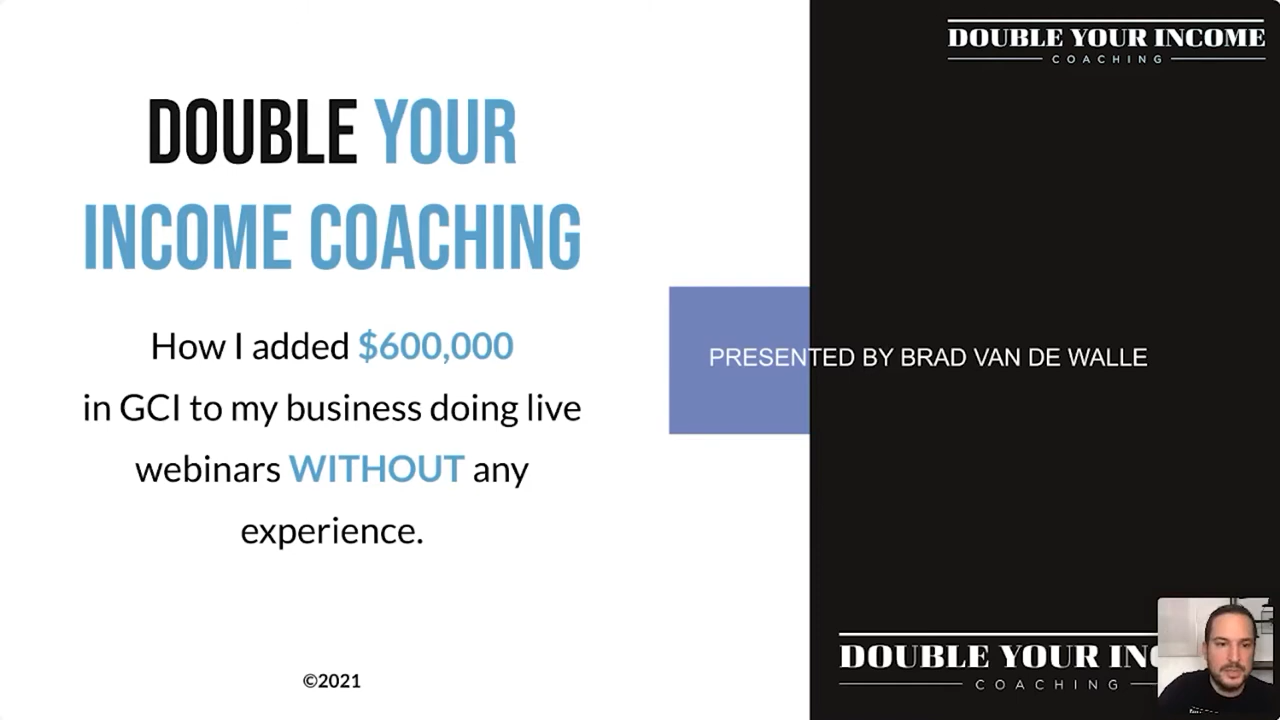 DOUBLE YOUR INCOME
COACHING
DOUBLE YOUR
INCOME COACHING
How I added $600,000
in GCI to my business doing live
webinars WITHOUT any
experience.
PRESENTED BY BRAD VAN DE WALLE
DOUBLE YOUR INC
COACHING
©2021